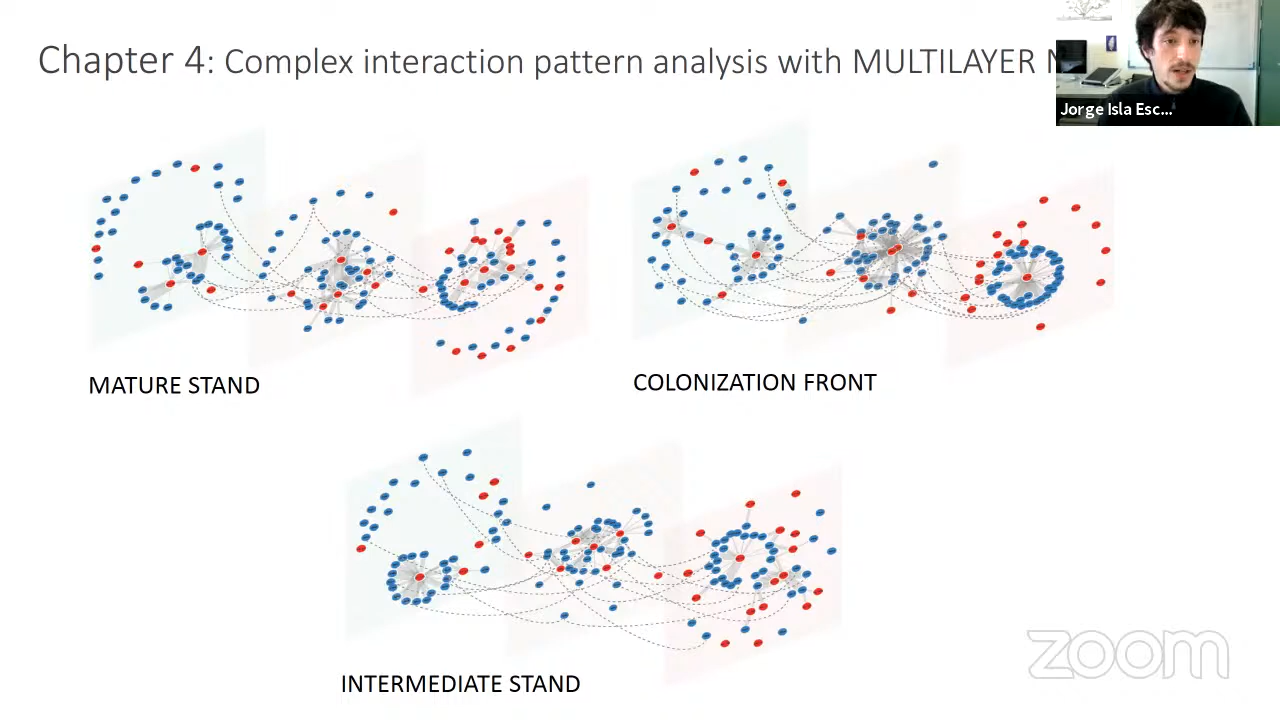 Chapter 4: Complex interaction pattern analysis with MULTILAYER
Jorge Isla Esc...
MATURE STAND
COLONIZATION FRONT
INTERMEDIATE STAND
zoom